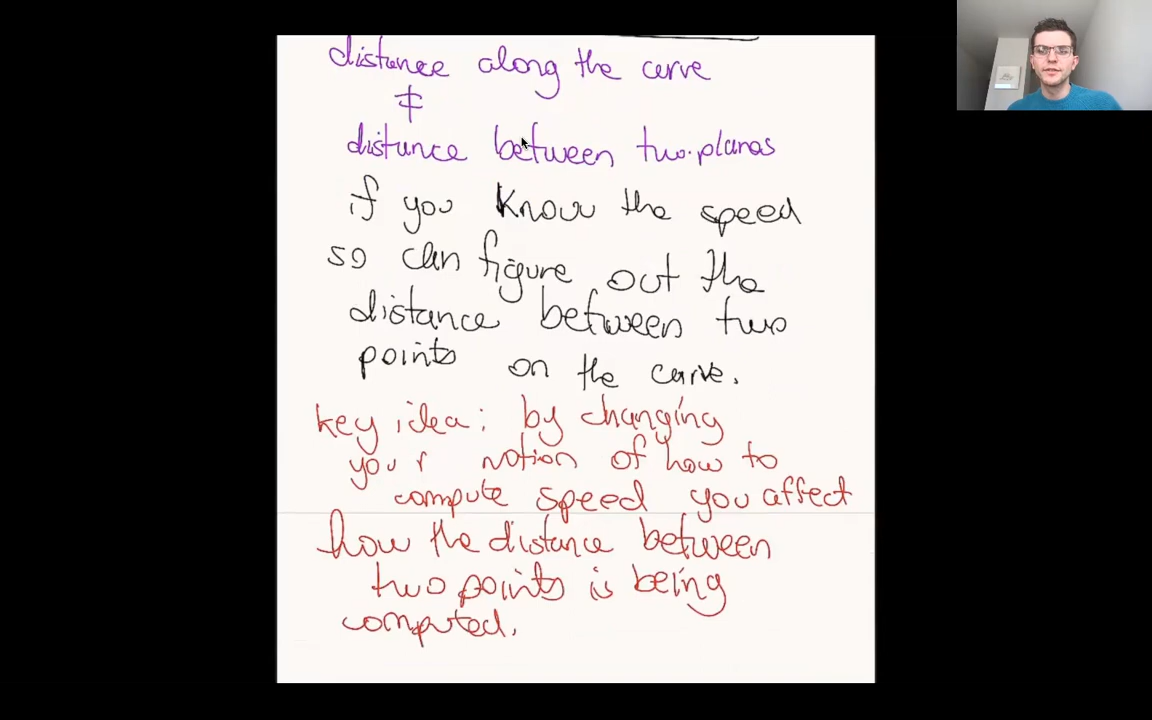 distance along the curve
≠
distance between two planes
if you know the speed
so can figure out the
distance between two
points on the curve.
key idea: by changing
your notion of how to
compute speed you affect
how the distance between
two points is being
computed.